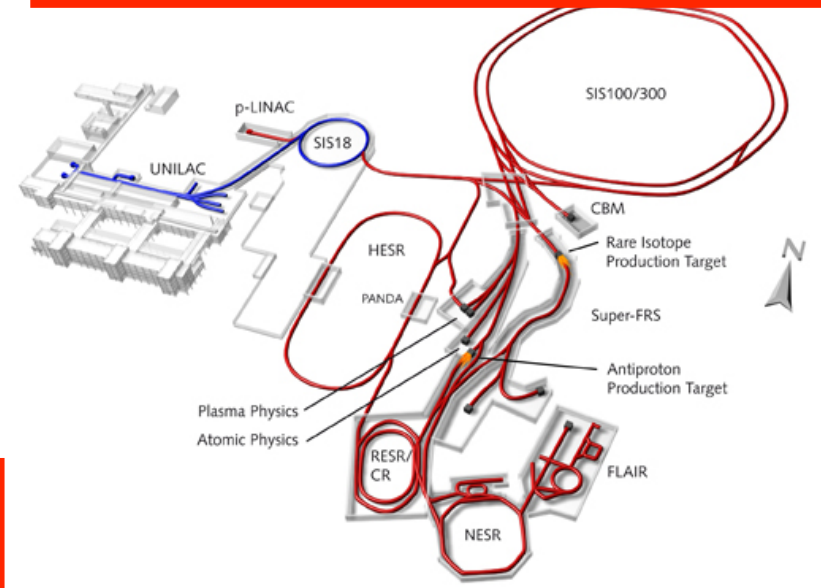 SIS100/300
p-LINAC
SIS18
UNILAC
CBM
Rare Isotope
Production Target
N
HESR
PANDA
Super-FRS
Antiproton
Production Target
Plasma Physics
Atomic Physics
RESR/
CR
FLAIR
NESR